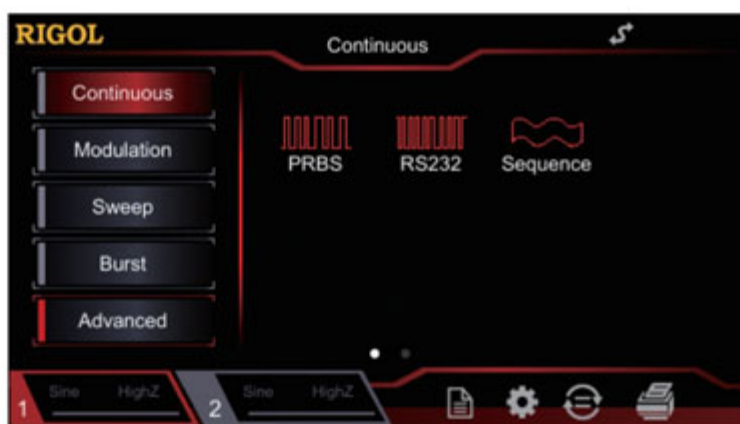 RIGOL
Continuous
Continuous
Modulation
Sweep
Burst
Advanced
PRBS
RS232
Sequence
1
Sine
HighZ
2
Sine
HighZ